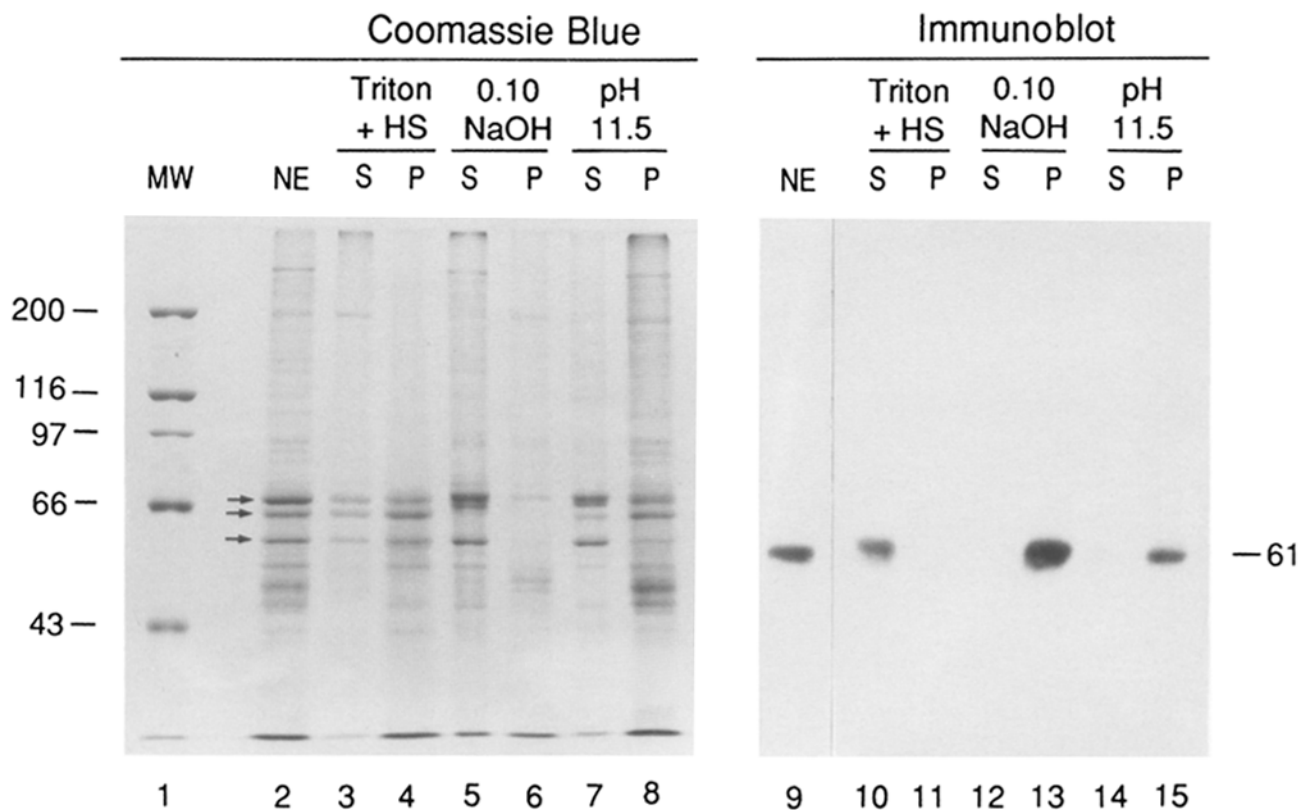 Coomassie Blue Immunoblot
Triton 0.10 pH Triton 0.10 pH
+ HS NaOH 11.5 + HS NaOH 11.5
MW NE S P S P S P NE S P S P S P
200
116
97
66
61
43
1 2 3 4 5 6 7 8 9 10 11 12 13 14 15